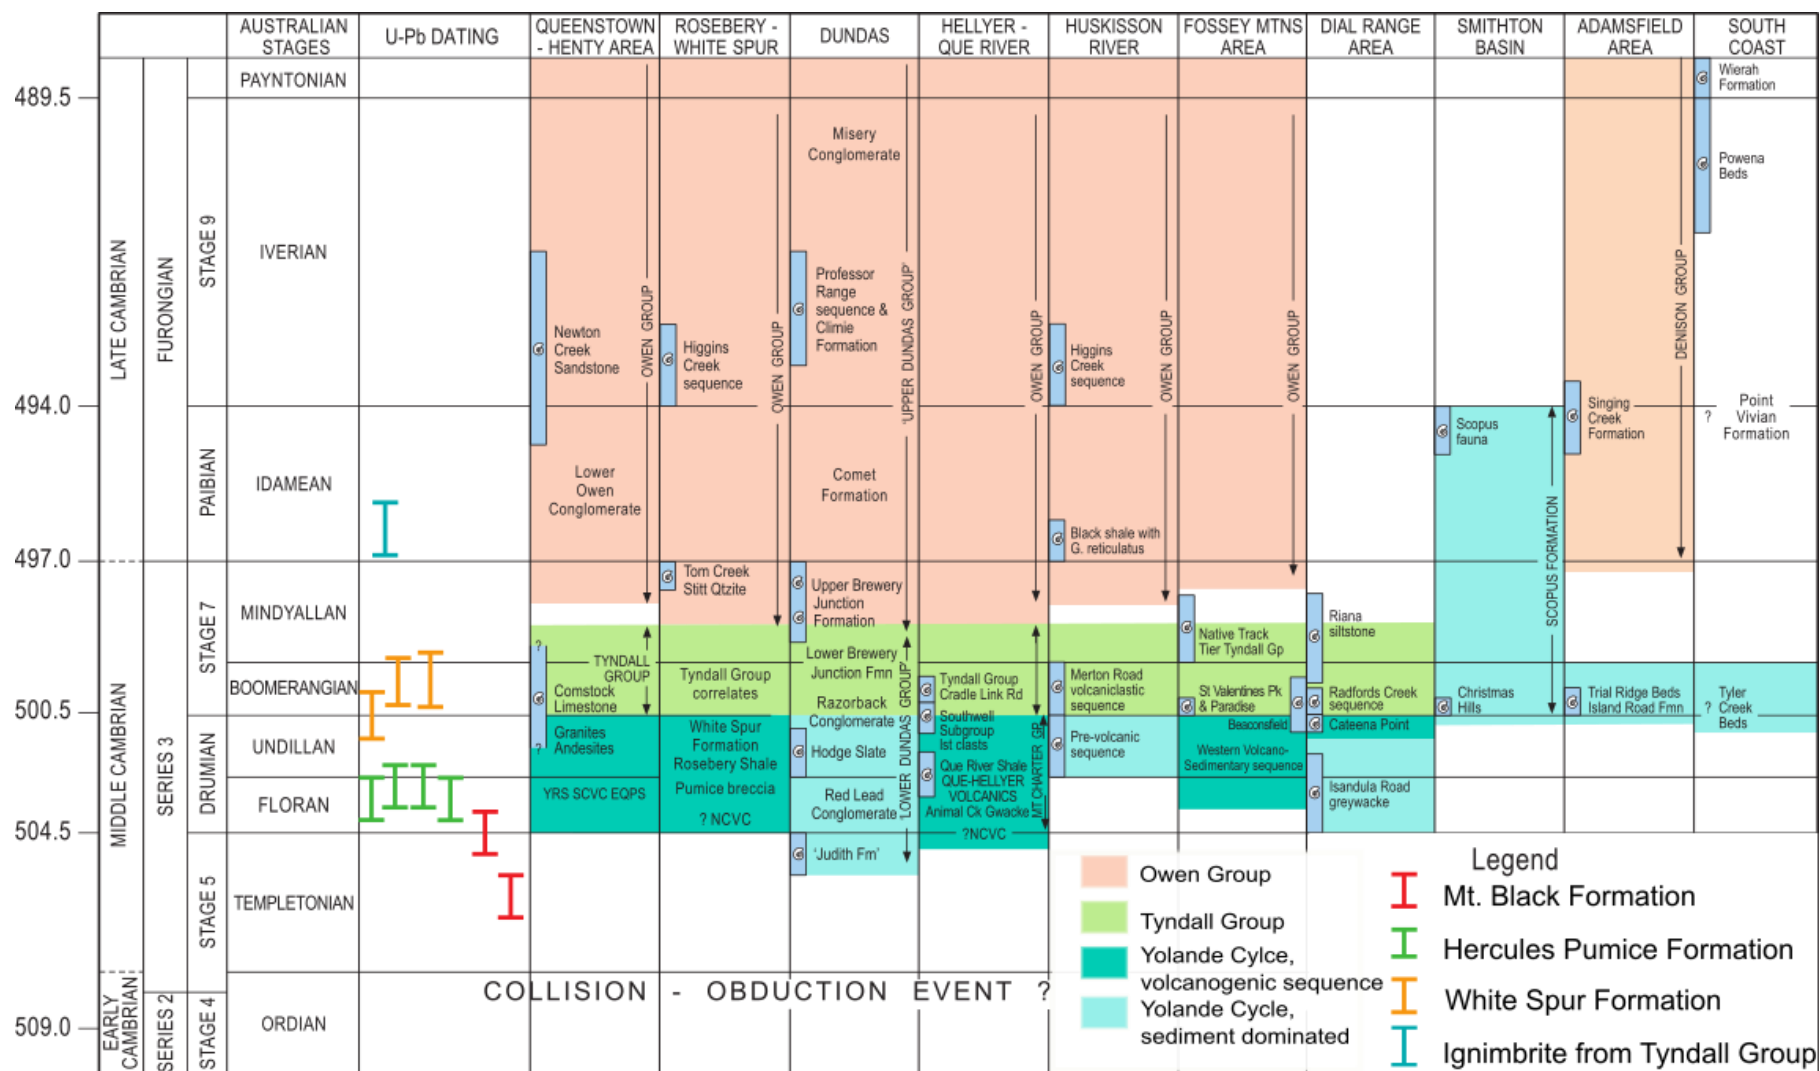 AUSTRALIAN
STAGES
U-Pb DATING
QUEENSTOWN
- HENTY AREA
ROSEBERY -
WHITE SPUR
DUNDAS
HELLYER -
QUE RIVER
HUSKISSON
RIVER
FOSSEY MTNS
AREA
DIAL RANGE
AREA
SMITHTON
BASIN
ADAMSFIELD
AREA
SOUTH
COAST
489.5
494.0
497.0
500.5
504.5
509.0
LATE CAMBRIAN
MIDDLE CAMBRIAN
EARLY
CAMBRIAN
FURONGIAN
SERIES 3
SERIES 2
STAGE 9
PAIBIAN
STAGE 7
DRUMIAN
STAGE 5
STAGE 4
PAYNTONIAN
IVERIAN
IDAMEAN
MINDYALLAN
BOOMERANGIAN
UNDILLAN
FLORAN
TEMPLETONIAN
ORDIAN
Newton
Creek
Sandstone
OWEN GROUP
Lower
Owen
Conglomerate
?
TYNDALL
GROUP
Comstock
Limestone
Granites
Andesites
?
YRS SCVC EQPS
Higgins
Creek
sequence
OWEN GROUP
Tom Creek
Stitt Qtzite
Tyndall Group
correlates
White Spur
Formation
Rosebery Shale
Pumice breccia
? NCVC
Misery
Conglomerate
Professor
Range
sequence &
Climie
Formation
'UPPER DUNDAS GROUP'
Comet
Formation
Upper Brewery
Junction
Formation
Lower Brewery
Junction Fmn
Razorback
Conglomerate
Hodge Slate
Red Lead
Conglomerate
'LOWER DUNDAS GROUP'
'Judith Fm'
OWEN GROUP
Tyndall Group
Cradle Link Rd
Southwell
Subgroup
lst clasts
Que River Shale
QUE-HELLYER
VOLCANICS
Animal Ck Gwacke
MT CHARTER GP
?NCVC
Higgins
Creek
sequence
OWEN GROUP
Black shale with
G. reticulatus
Merton Road
volcaniclastic
sequence
Pre-volcanic
sequence
OWEN GROUP
Native Track
Tier Tyndall Gp
St Valentines Pk
& Paradise
Beaconsfield
Western Volcano-
Sedimentary sequence
Riana
siltstone
Radfords Creek
sequence
Cateena Point
Isandula Road
greywacke
Scopus
fauna
SCOPUS FORMATION
Christmas
Hills
DENISON GROUP
Singing
Creek
Formation
Trial Ridge Beds
Island Road Fmn
Wierah
Formation
Powena
Beds
Point
? Vivian
Formation
Tyler
? Creek
Beds
COLLISION - OBDUCTION EVENT ?
Owen Group
Tyndall Group
Yolande Cylce,
volcanogenic sequence
Yolande Cycle,
sediment dominated
Legend
Mt. Black Formation
Hercules Pumice Formation
White Spur Formation
Ignimbrite from Tyndall Group